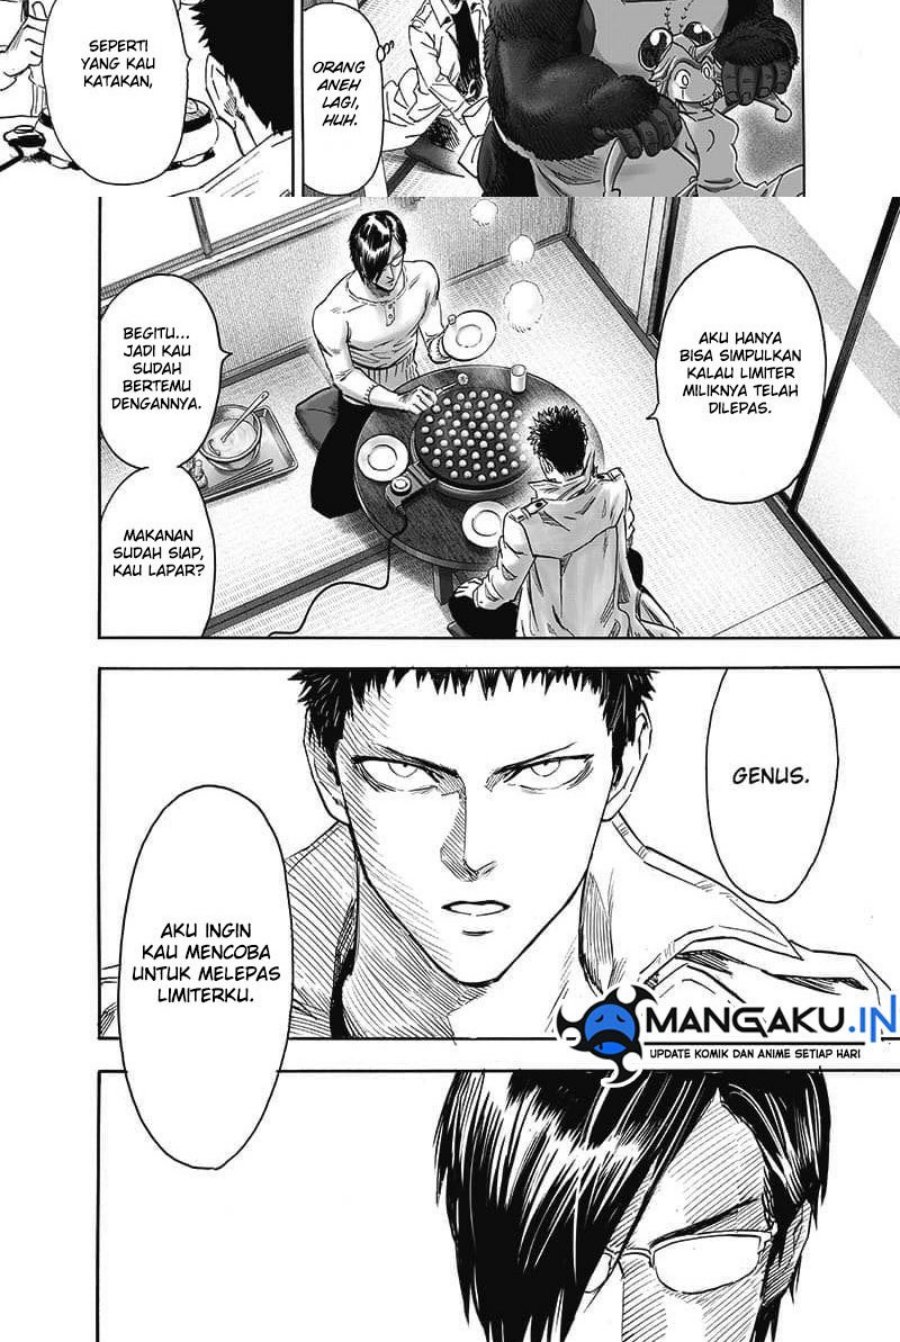 ORANG
ANEH
LAGI,
HUH.
SEPERTI
YANG KAU
KATAKAN,
AKU HANYA
BISA SIMPULKAN
KALAU LIMITER
MILIKNYA TELAH
DILEPAS.
BEGITU...
JADI KAU
SUDAH
BERTEMU
DENGANNYA.
MAKANAN
SUDAH SIAP,
KAU LAPAR?
GENUS.
AKU INGIN
KAU MENCOBA
UNTUK MELEPAS
LIMITERKU.
MANGAKU.IN
UPDATE KOMIK DAN ANIME SETIAP HARI